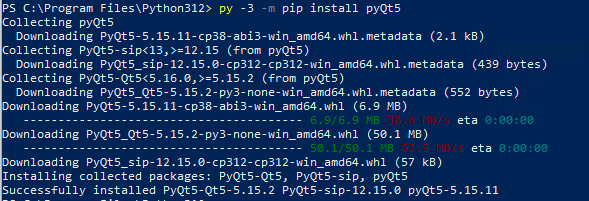 PS C:\Program Files\Python312> py -3 -m pip install pyQt5
Collecting pyQt5
Downloading PyQt5-5.15.11-cp38-abi3-win_amd64.whl.metadata (2.1 kB)
Collecting PyQt5-sip<13,>=12.15 (from pyQt5)
Downloading PyQt5_sip-12.15.0-cp312-cp312-win_amd64.whl.metadata (439 bytes)
Collecting PyQt5-Qt5<5.16.0,>=5.15.2 (from pyQt5)
Downloading PyQt5_Qt5-5.15.2-py3-none-win_amd64.whl.metadata (552 bytes)
Downloading PyQt5-5.15.11-cp38-abi3-win_amd64.whl (6.9 MB)
---------------------------------------- 6.9/6.9 MB 38.4 MB/s eta 0:00:00
Downloading PyQt5_Qt5-5.15.2-py3-none-win_amd64.whl (50.1 MB)
---------------------------------------- 50.1/50.1 MB MB/s eta 0:00:00
Downloading PyQt5_sip-12.15.0-cp312-cp312-win_amd64.whl (57 kB)
Installing collected packages: PyQt5-Qt5, PyQt5-sip, pyQt5
Successfully installed PyQt5-Qt5-5.15.2 PyQt5-sip-12.15.0 pyQt5-5.15.11